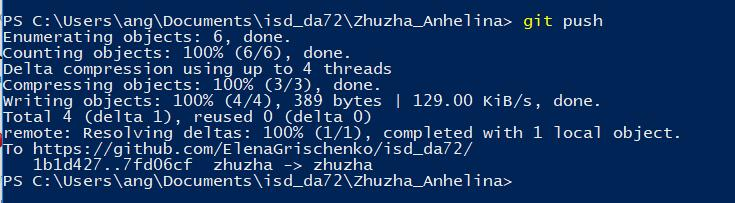 PS C:\Users\ang\Documents\isd_da72\Zhuzha_Anhelina> git push
Enumerating objects: 6, done.
Counting objects: 100% (6/6), done.
Delta compression using up to 4 threads
Compressing objects: 100% (3/3), done.
Writing objects: 100% (4/4), 389 bytes | 129.00 KiB/s, done.
Total 4 (delta 1), reused 0 (delta 0)
remote: Resolving deltas: 100% (1/1), completed with 1 local object.
To https://github.com/ElenaGrischenko/isd_da72/
   1b1d427..7fd06cf  zhuzha -> zhuzha
PS C:\Users\ang\Documents\isd_da72\Zhuzha_Anhelina>